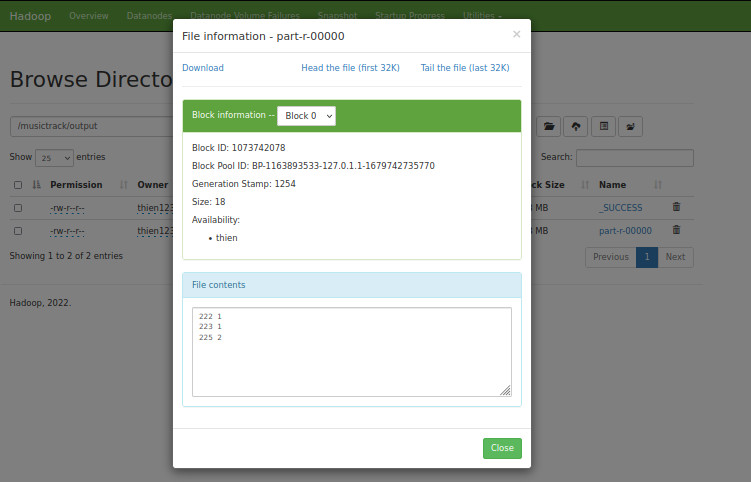 Hadoop Overview Datanodes Datanode Volume Failures Snapshot Startup Progress Utilities
File information - part-r-00000 ×
Download Head the file (first 32K) Tail the file (last 32K)
Browse Directo
Block information -- Block 0
/musictrack/output
Block ID: 1073742078
Show 25 entries Search:
Block Pool ID: BP-1163893533-127.0.1.1-1679742735770
Permission Owner ck Size Name
Generation Stamp: 1254
Size: 18
-rw-r--r-- thien123 MB _SUCCESS
Availability:
-rw-r--r-- thien123 MB part-r-00000
• thien
Showing 1 to 2 of 2 entries Previous 1 Next
File contents
Hadoop, 2022.
222 1
223 1
225 2
Close